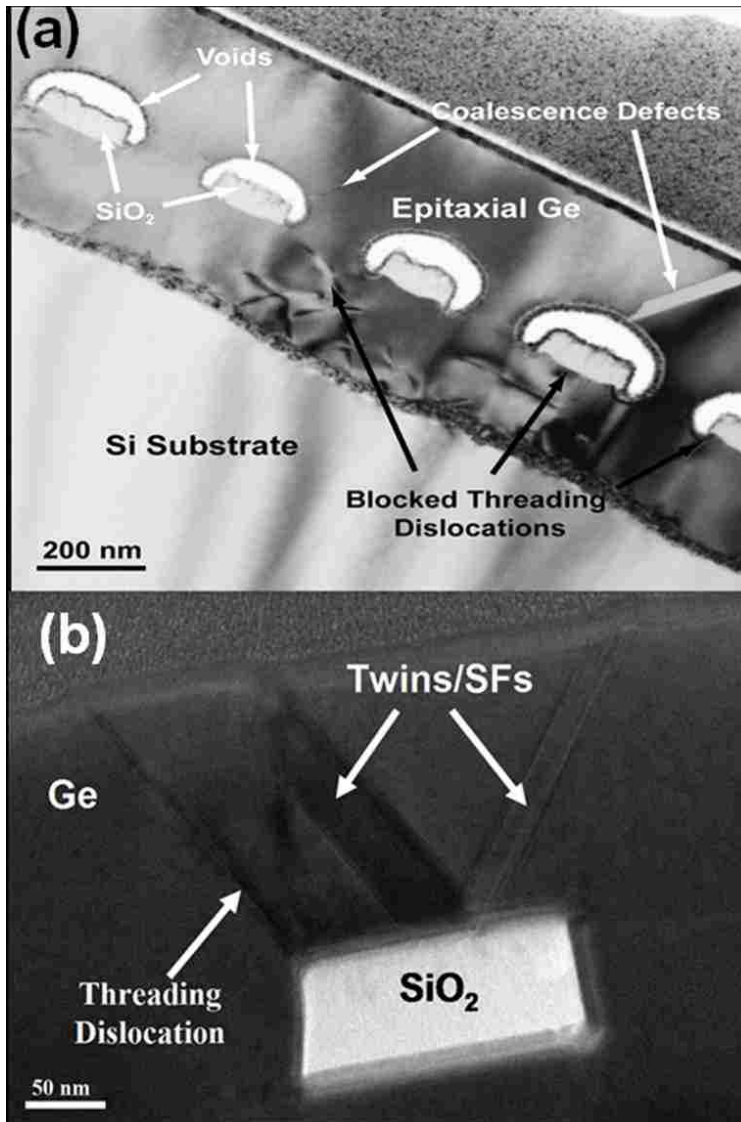 (a)
Voids
Coalescence Defects
SiO₂
Epitaxial Ge
Si Substrate
Blocked Threading
Dislocations
200 nm
(b)
Twins/SFs
Ge
SiO₂
Threading
Dislocation
50 nm